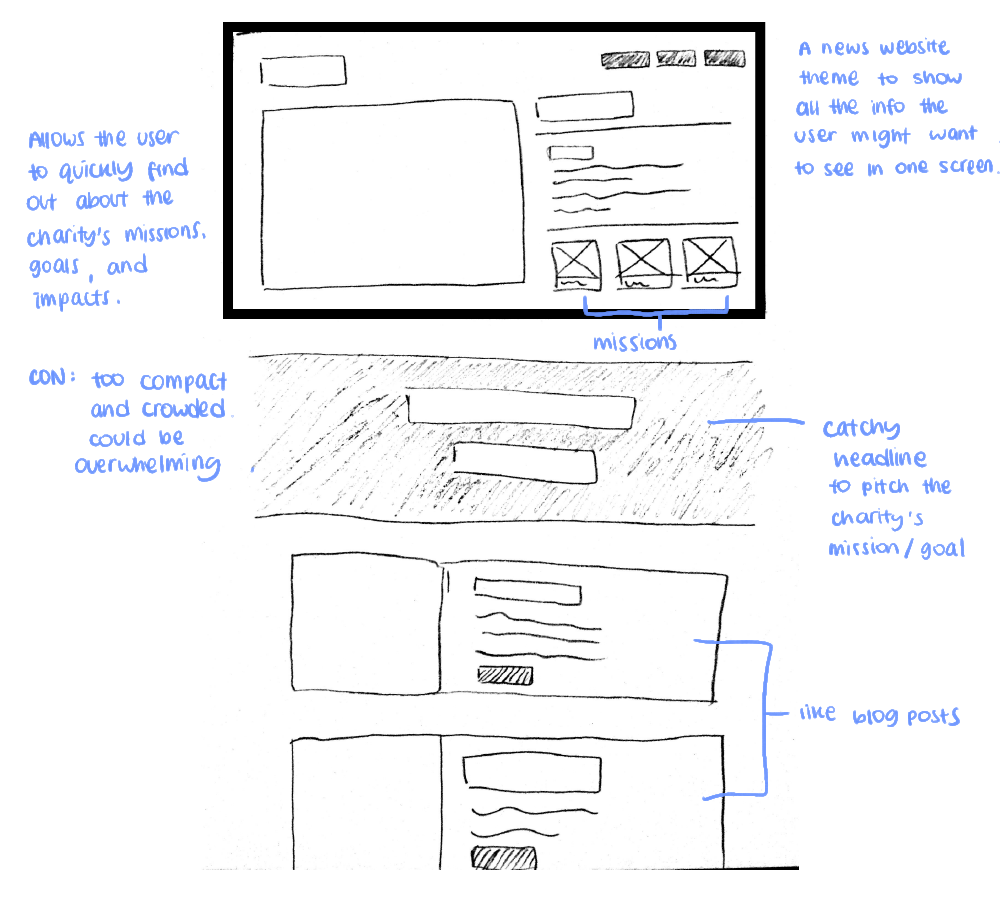 Allows the user
to quickly find
out about the
charity's missions,
goals, and
impacts.
A news website
theme to show
all the info the
user might want
to see in one screen.
missions
CON: too compact
and crowded.
could be
overwhelming
catchy
headline
to pitch the
charity's
mission/goal
like blog posts